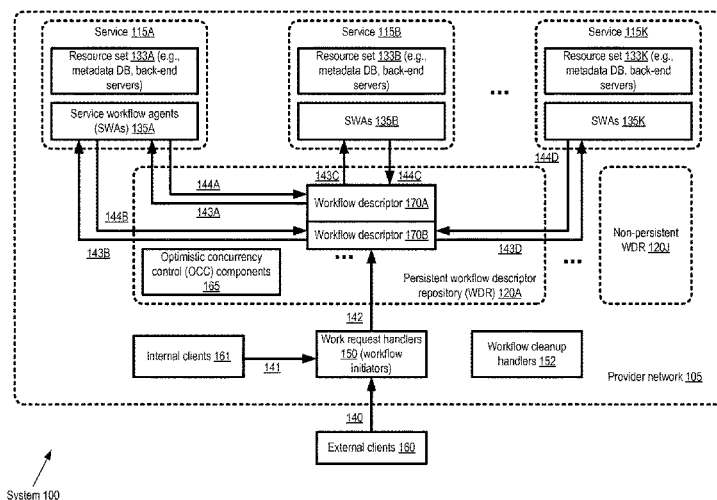 Service 115A
Resource set 133A (e.g.,
metadata DB, back-end
servers)
Service workflow agents
(SWAs) 135A
Service 115B
Resource set 133B (e.g.,
metadata DB, back-end
servers)
SWAs 135B
...
Service 115K
Resource set 133K (e.g.,
metadata DB, back-end
servers)
SWAs 135K
143C
144C
144D
144A
143A
144B
143B
143D
Workflow descriptor 170A
Workflow descriptor 170B
...
Optimistic concurrency
control (OCC) components
165
Persistent workflow descriptor
repository (WDR) 120A
...
Non-persistent
WDR 120J
142
Internal clients 161
141
Work request handlers
150 (workflow
initiators)
Workflow cleanup
handlers 152
Provider network 105
140
External clients 160
System 100